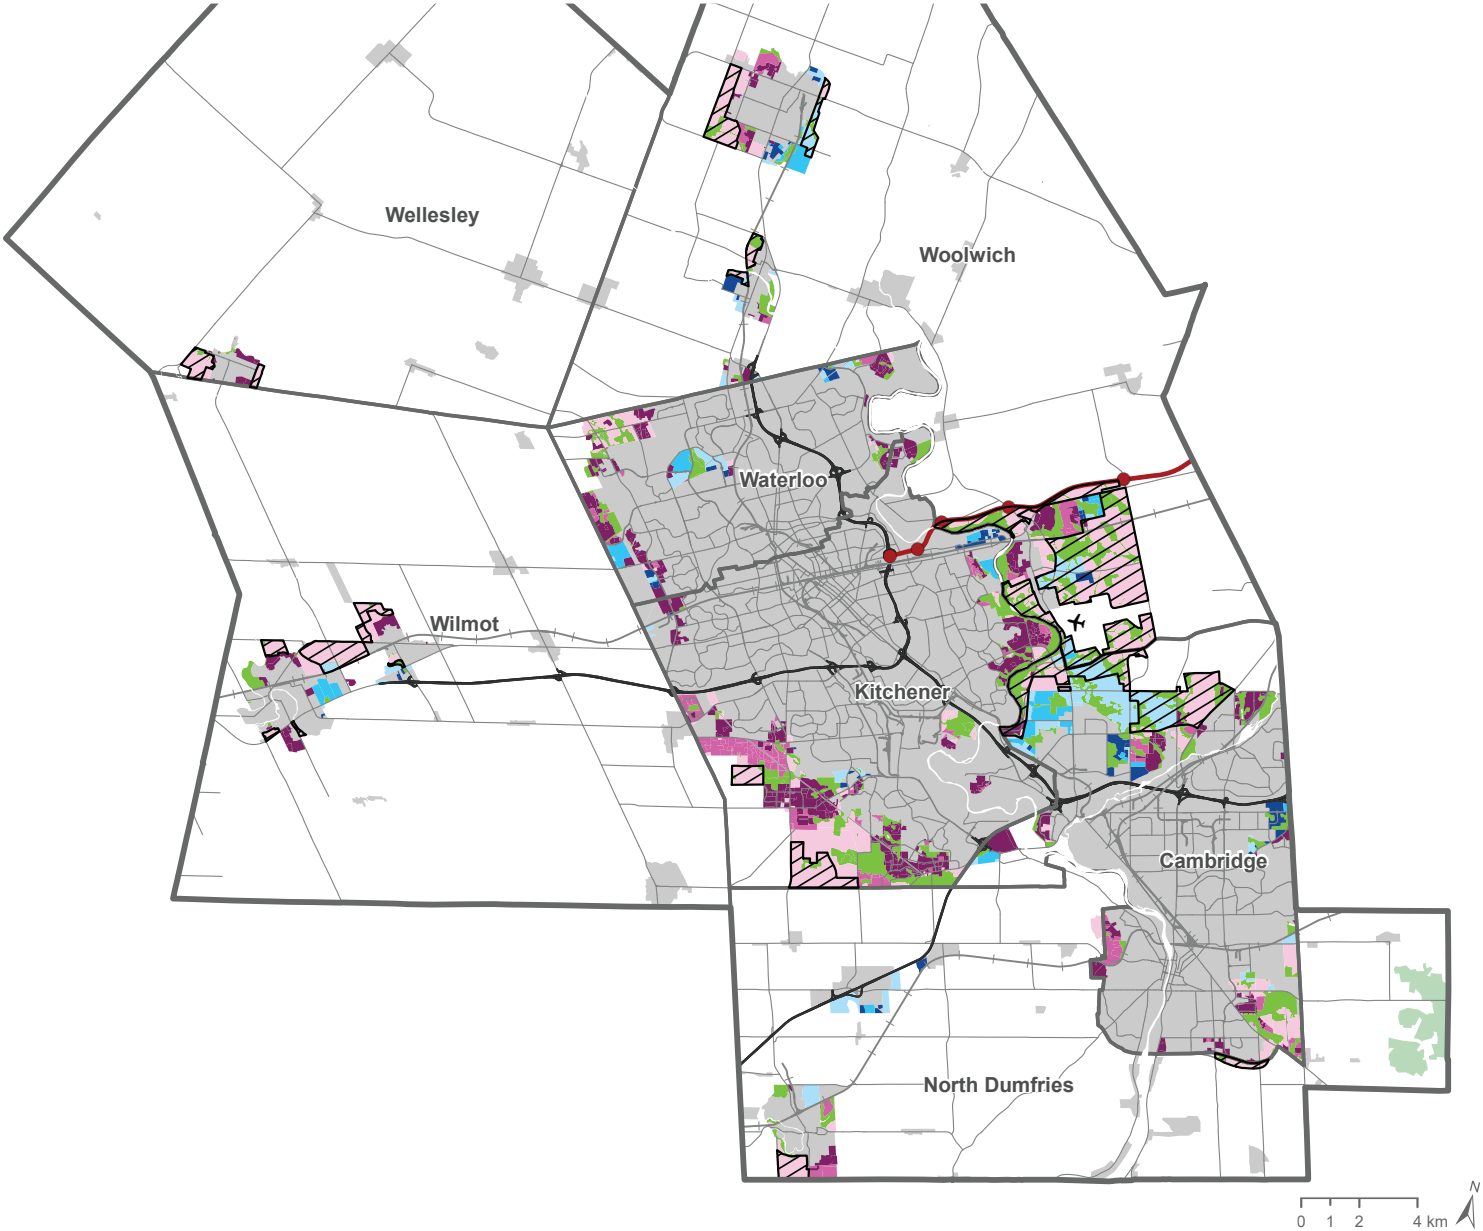 Wellesley
Woolwich
Waterloo
Wilmot
Kitchener
Cambridge
North Dumfries
N
0 1 2 4 km